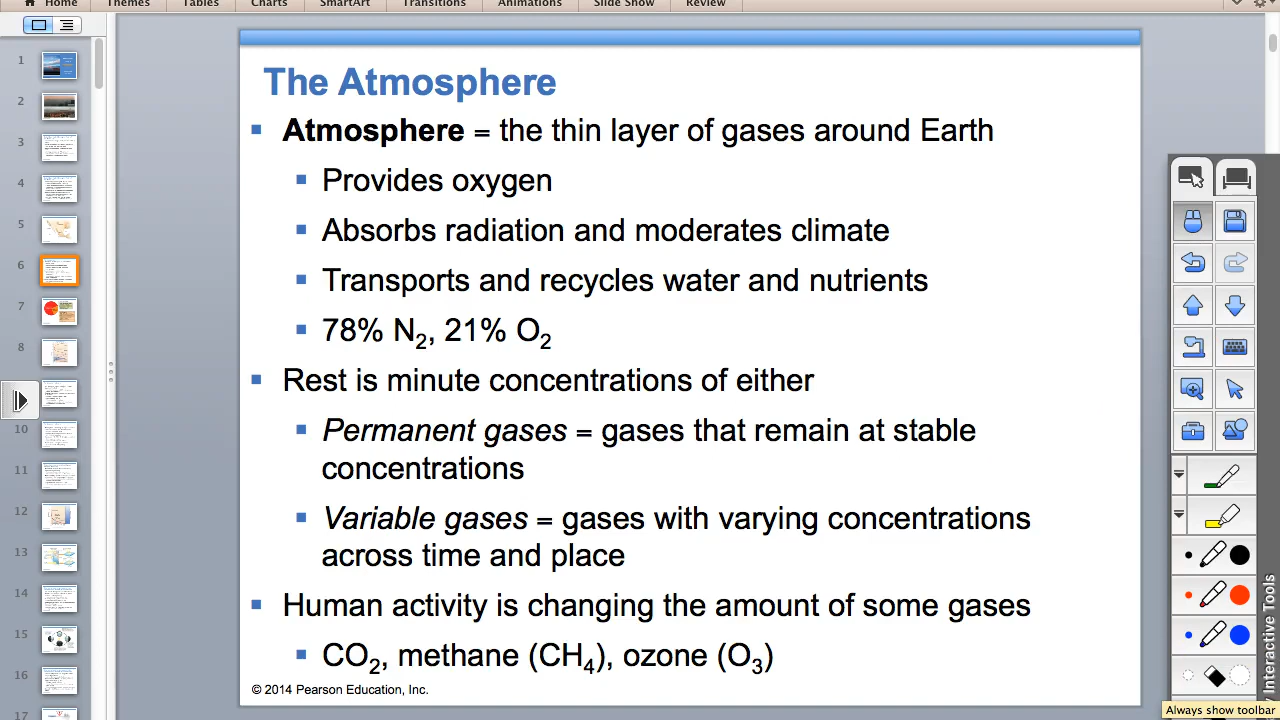 Home Themes Tables Charts SmartArt Transitions Animations Slide Show Review
1
2
3
4
5
6
7
8
10
11
12
13
14
15
16
17
The Atmosphere
Atmosphere = the thin layer of gases around Earth
Provides oxygen
Absorbs radiation and moderates climate
Transports and recycles water and nutrients
78% N₂, 21% O₂
Rest is minute concentrations of either
Permanent gases = gases that remain at stable
concentrations
Variable gases = gases with varying concentrations
across time and place
Human activity is changing the amount of some gases
CO₂, methane (CH₄), ozone (O₃)
© 2014 Pearson Education, Inc.
Interactive Tools
Always show toolbar